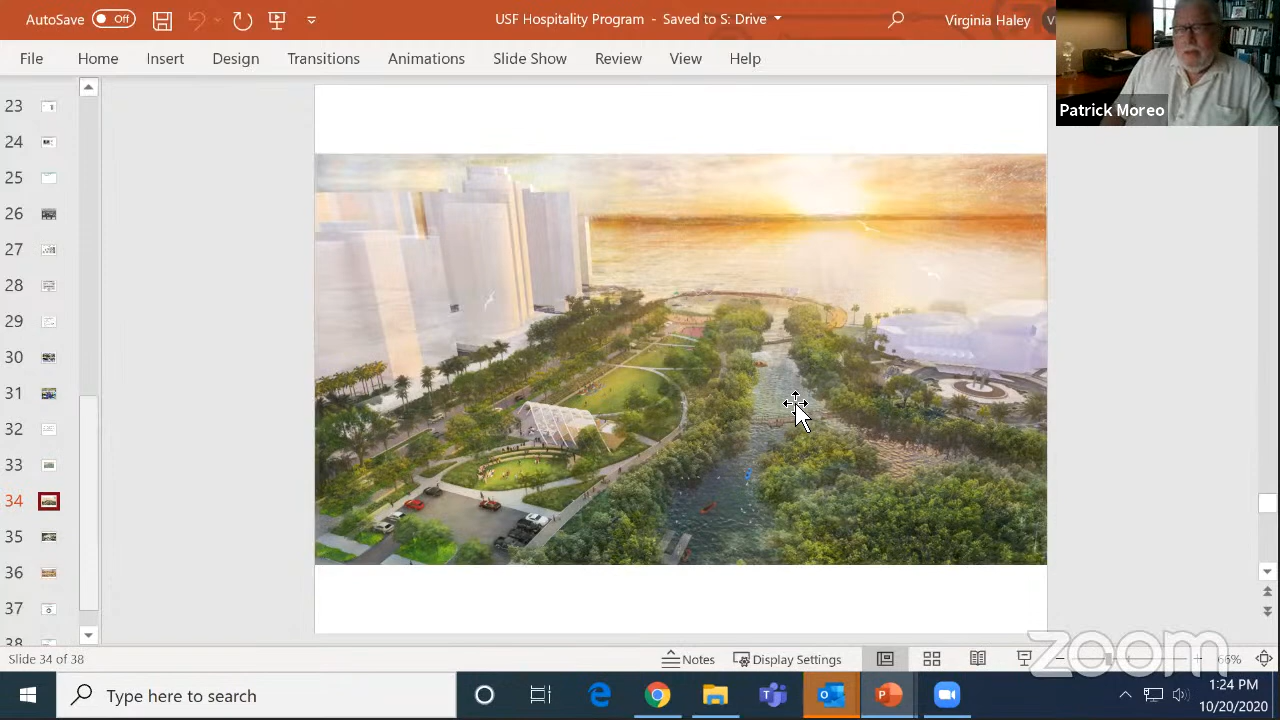 AutoSave Off
USF Hospitality Program - Saved to S: Drive
Virginia Haley
File Home Insert Design Transitions Animations Slide Show Review View Help
Patrick Moreo
23
24
25
26
27
28
29
30
31
32
33
34
35
36
37
38
Slide 34 of 38
Notes
Display Settings
66%
zoom
Type here to search
1:24 PM
10/20/2020